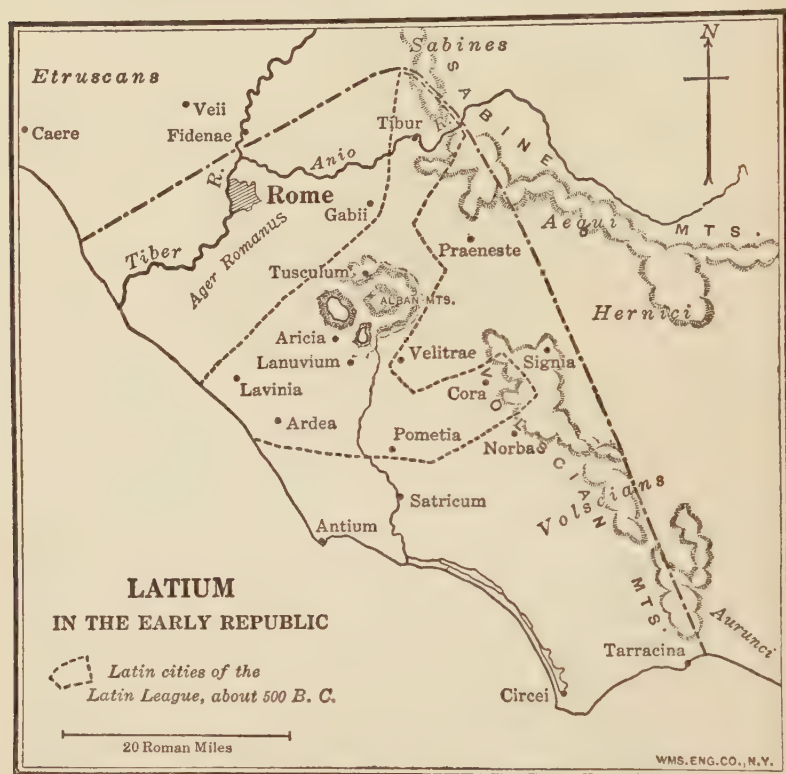 Sabines
N
Etruscans
SABINE MTS.
Veii
Caere
Fidenae
Tibur
R.
Anio
R.
Rome
Gabii
Aequi
Praeneste
Tiber
Ager Romanus
Tusculum
ALBAN MTS.
Hernici
Aricia
Lanuvium
Velitrae
Signia
Lavinia
Cora
Ardea
Pometia
Norba
VOLSCIAN MTS.
Volscians
Satricum
Antium
LATIUM
IN THE EARLY REPUBLIC
Latin cities of the
Latin League, about 500 B. C.
Aurunci
Tarracina
Circei
20 Roman Miles
WMS.ENG.CO.,N.Y.